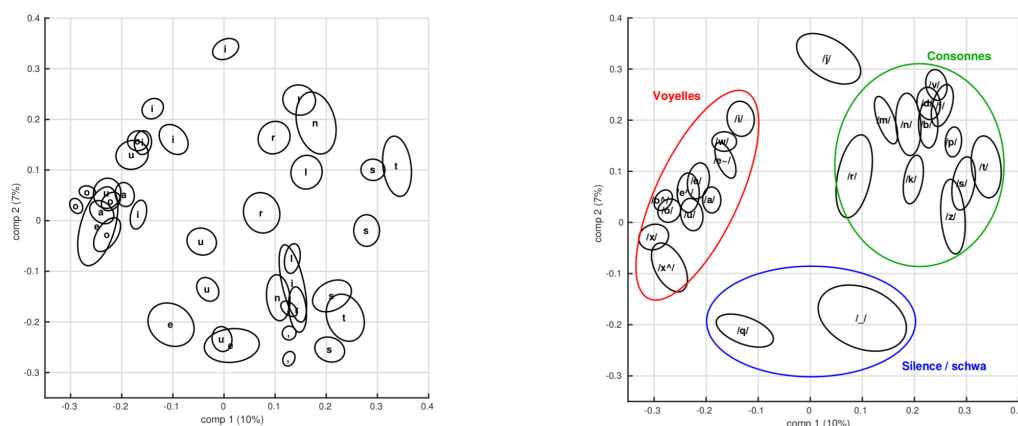 0.4
0.3
0.2
0.1
0
-0.1
-0.2
-0.3
comp 2 (7%)
i
i
n
i
r
u
l
s
t
o
u
a
o
o
a
i
r
e
o
u
s
l
i
u
n
s
r
t
e
,
u
e
s
,
-0.3 -0.2 -0.1 0 0.1 0.2 0.3 0.4
comp 1 (10%)
0.4
0.3
0.2
0.1
0
-0.1
-0.2
-0.3
comp 2 (7%)
/j/
Consonnes
Voyelles
/v/
/d/
/m/ /n/ /b/
/i/
/w/
/p/
/e~/
/t/
/r/
/k/
/s/
/e/
/e^/
/a/
/o^/
/o/
/u/
/z/
/x/
/x^/
/q/
/_/
Silence / schwa
-0.3 -0.2 -0.1 0 0.1 0.2 0.3
comp 1 (10%)